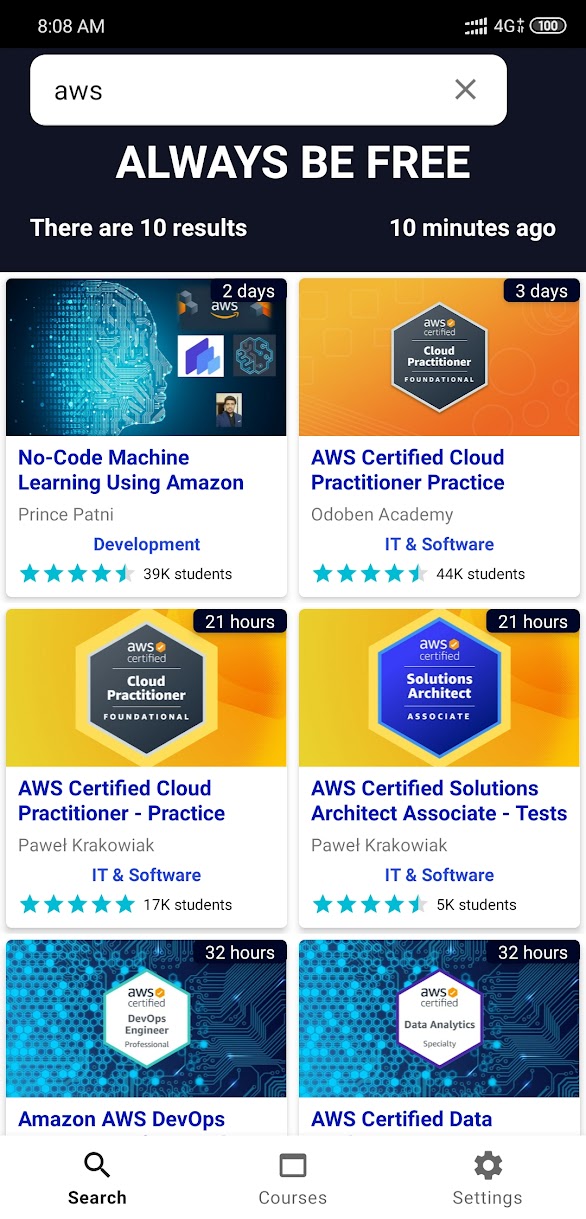 8:08 AM
4G
100
aws
ALWAYS BE FREE
There are 10 results
10 minutes ago
2 days
aws
No-Code Machine
Learning Using Amazon
Prince Patni
Development
39K students
3 days
aws
certified
Cloud
Practitioner
FOUNDATIONAL
AWS Certified Cloud
Practitioner Practice
Odoben Academy
IT & Software
44K students
21 hours
aws
certified
Cloud
Practitioner
FOUNDATIONAL
AWS Certified Cloud
Practitioner - Practice
Paweł Krakowiak
IT & Software
17K students
21 hours
aws
certified
Solutions
Architect
ASSOCIATE
AWS Certified Solutions
Architect Associate - Tests
Paweł Krakowiak
IT & Software
5K students
32 hours
aws
certified
DevOps
Engineer
Professional
Amazon AWS DevOps
32 hours
aws
certified
Data Analytics
Specialty
AWS Certified Data
Search
Courses
Settings